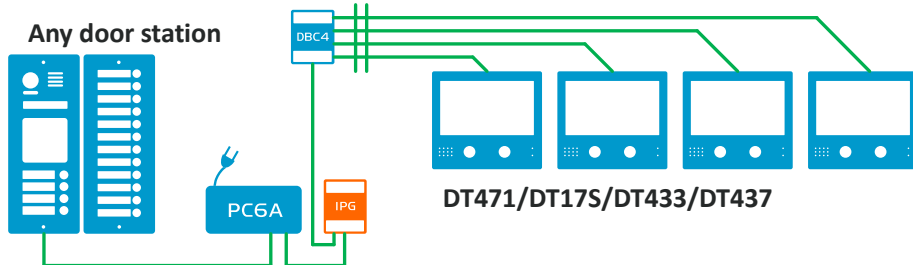 Any door station
DBC4
PC6A
IPG
DT471/DT17S/DT433/DT437